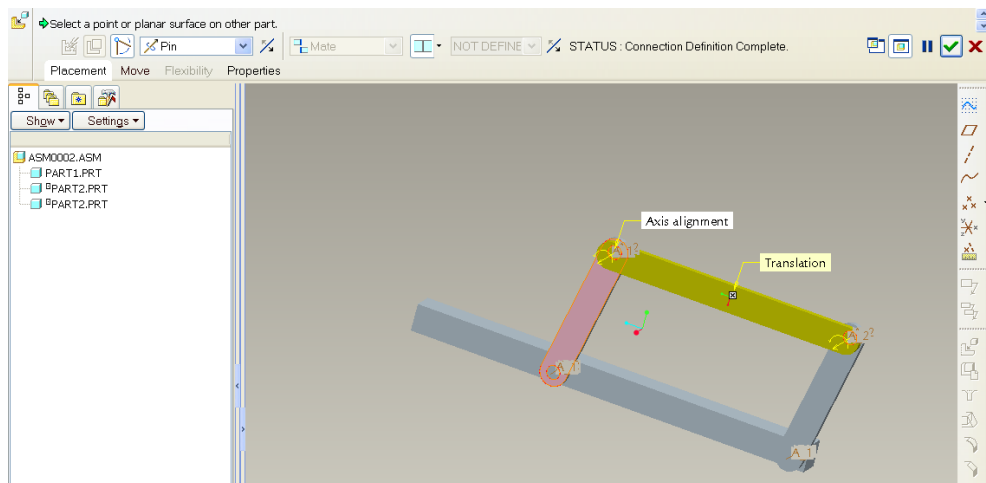 Select a point or planar surface on other part.
Pin
Mate
NOT DEFINE
STATUS : Connection Definition Complete.
Placement Move Flexibility Properties
Show Settings
ASM0002.ASM
PART1.PRT
PART2.PRT
PART2.PRT
Axis alignment
A_1?
Translation
A_2?
A_1
A_1